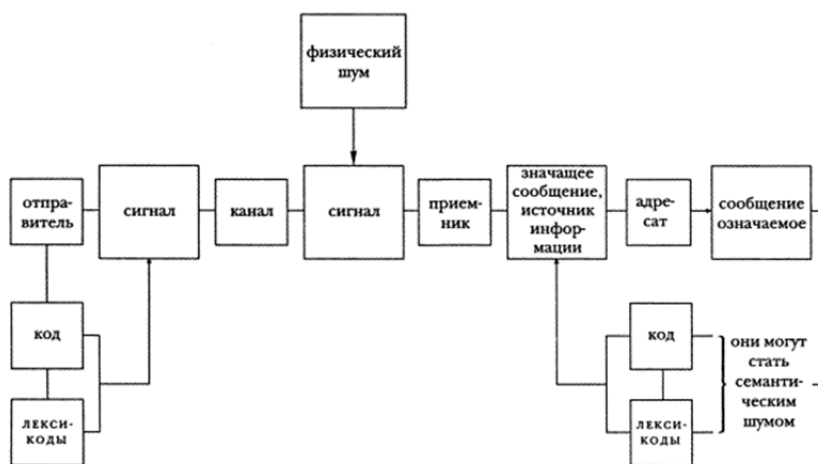 физический
шум
отпра-
витель
сигнал
канал
сигнал
прием-
ник
значащее
сообщение,
источник
инфор-
мации
адре-
сат
сообщение
означаемое
код
ЛЕКСИ-
КОДЫ
код
ЛЕКСИ-
КОДЫ
они могут
стать
семанти-
ческим
шумом